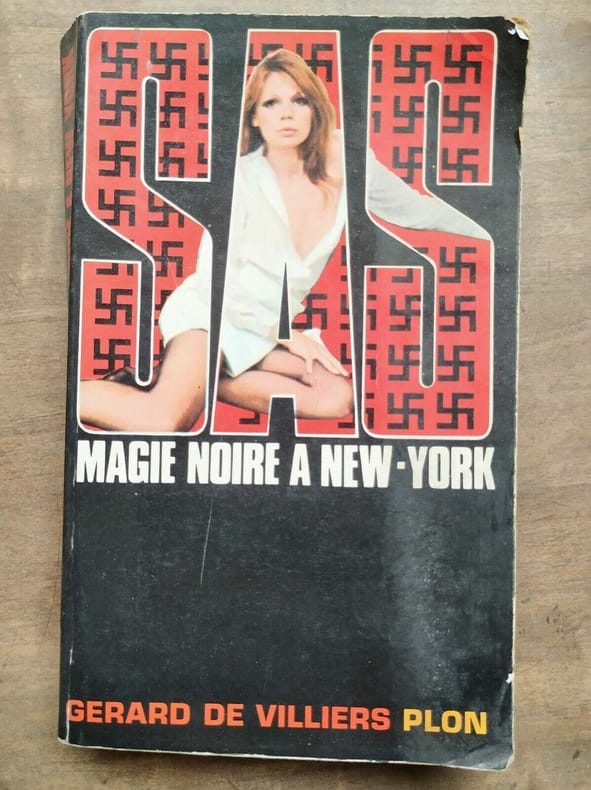 SAS
MAGIE NOIRE A NEW-YORK
GERARD DE VILLIERS PLON